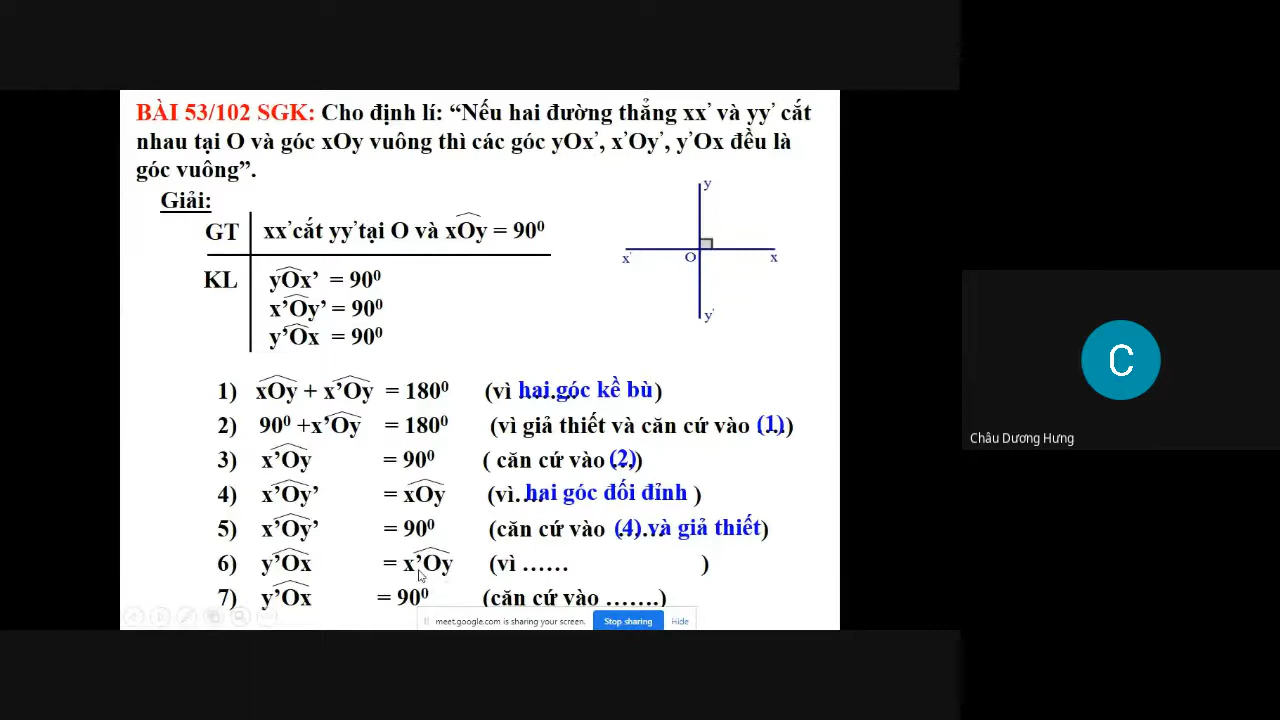 BÀI 53/102 SGK: Cho định lí: “Nếu hai đường thẳng xx’ và yy’ cắt
nhau tại O và góc xOy vuông thì các góc yOx’, x’Oy’, y’Ox đều là
góc vuông”.
Giải:
GT xx’cắt yy’tại O và xOy = 90⁰
KL yOx’ = 90⁰
x’Oy’ = 90⁰
y’Ox = 90⁰
y
x’ O x
y’
1) xOy + x’Oy = 180⁰ (vì hai góc kề bù)
2) 90⁰ +x’Oy = 180⁰ (vì giả thiết và căn cứ vào (1))
3) x’Oy = 90⁰ ( căn cứ vào (2))
4) x’Oy’ = xOy (vì.... hai góc đối đỉnh )
5) x’Oy’ = 90⁰ (căn cứ vào (4) và giả thiết)
6) y’Ox = x’Oy (vì ...... )
7) y’Ox = 90⁰ (căn cứ vào .......)
meet.google.com is sharing your screen. Stop sharing Hide
C
Châu Dương Hưng